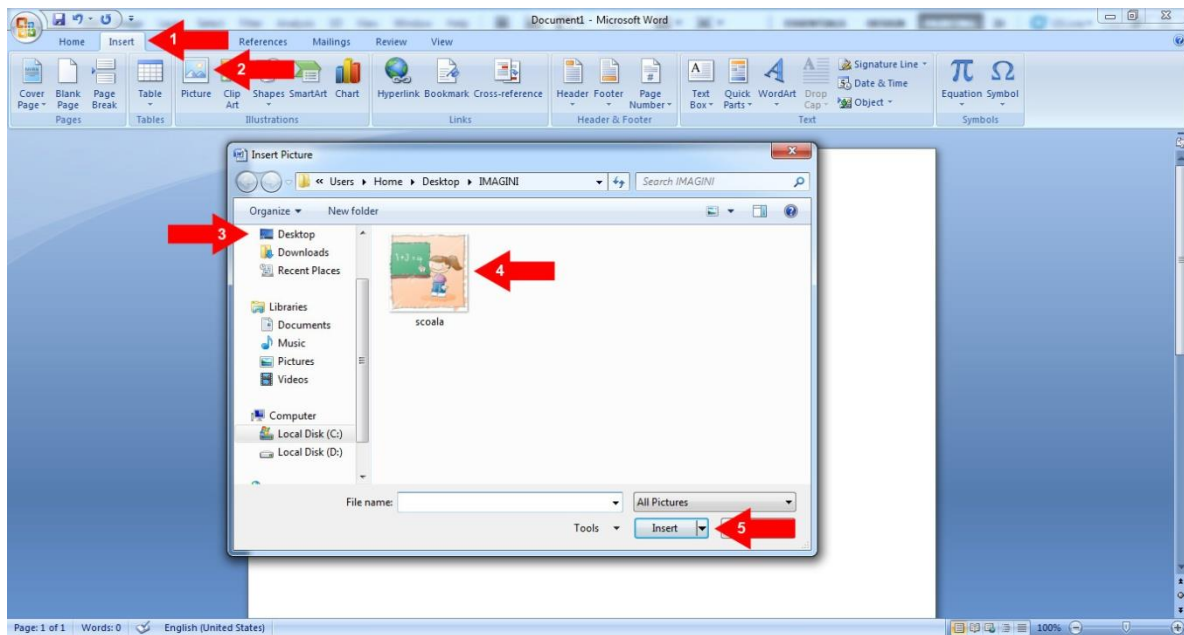 Document1 - Microsoft Word
Home Insert 1 References Mailings Review View
2
Cover Page Blank Page Page Break Table Picture Clip Art Shapes SmartArt Chart Hyperlink Bookmark Cross-reference Header Footer Page Number Text Box Quick Parts WordArt Drop Cap Signature Line Date & Time Object Equation Symbol
Pages Tables Illustrations Links Header & Footer Text Symbols
Insert Picture
« Users Home Desktop IMAGINI Search IMAGINI
Organize New folder
3 Desktop
Downloads
Recent Places
Libraries
Documents
Music
Pictures
Videos
Computer
Local Disk (C:)
Local Disk (D:)
1+3=4
4
scoala
File name: All Pictures
Tools Insert 5
Page: 1 of 1 Words: 0 English (United States) 100%